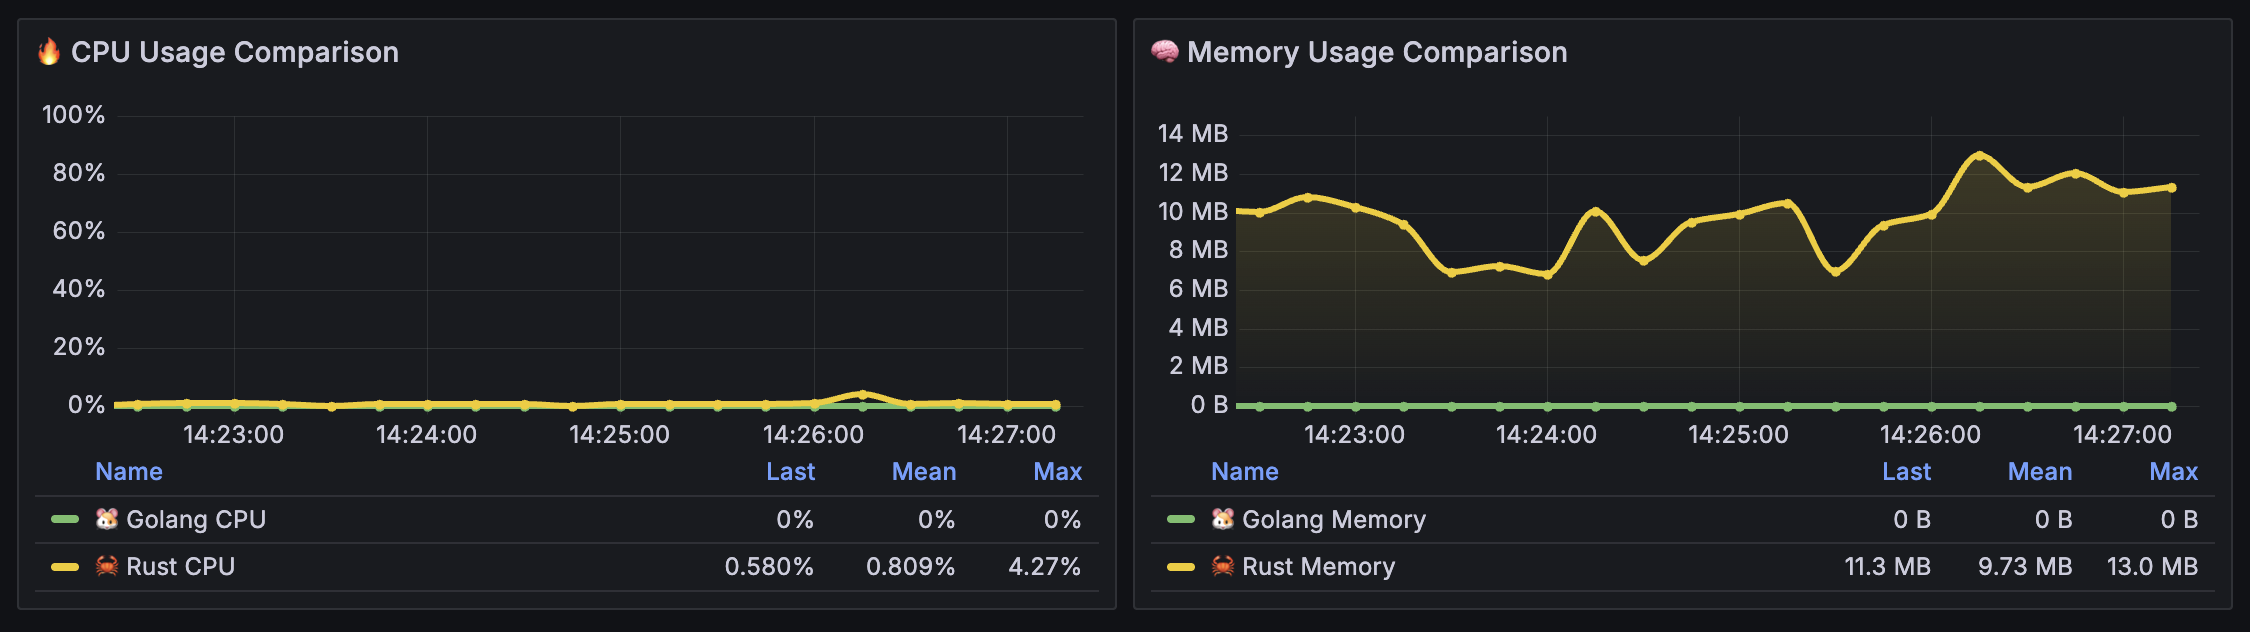 🔥 CPU Usage Comparison
100%
80%
60%
40%
20%
0%
14:23:00 14:24:00 14:25:00 14:26:00 14:27:00
Name Last Mean Max
🐹 Golang CPU 0% 0% 0%
🦀 Rust CPU 0.580% 0.809% 4.27%
🧠 Memory Usage Comparison
14 MB
12 MB
10 MB
8 MB
6 MB
4 MB
2 MB
0 B
14:23:00 14:24:00 14:25:00 14:26:00 14:27:00
Name Last Mean Max
🐹 Golang Memory 0 B 0 B 0 B
🦀 Rust Memory 11.3 MB 9.73 MB 13.0 MB